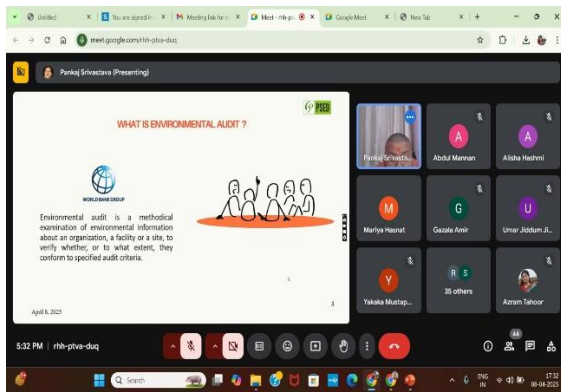 Untitled
You are signed in
Meeting link for
Meet - rhh-pt
Google Meet
New Tab
meet.google.com/rhh-ptva-duq
Pankaj Srivastava (Presenting)
PSED
WHAT IS ENVIRONMENTAL AUDIT ?
WORLD BANK GROUP
Environmental audit is a methodical
examination of environmental information
about an organization, a facility or a site, to
verify whether, or to what extent, they
conform to specified audit criteria.
April 8, 2025
3
Pankaj Srivasta...
A
Abdul Mannan
A
Alisha Hashmi
M
Mariya Hasnat
G
Gazala Amir
U
Umar Jiddum Ji...
Y
Yakaka Mustap...
R S
35 others
Azram Tahoor
5:32 PM | rhh-ptva-duq
44
Search
ENG
IN
17:32
08-04-2025